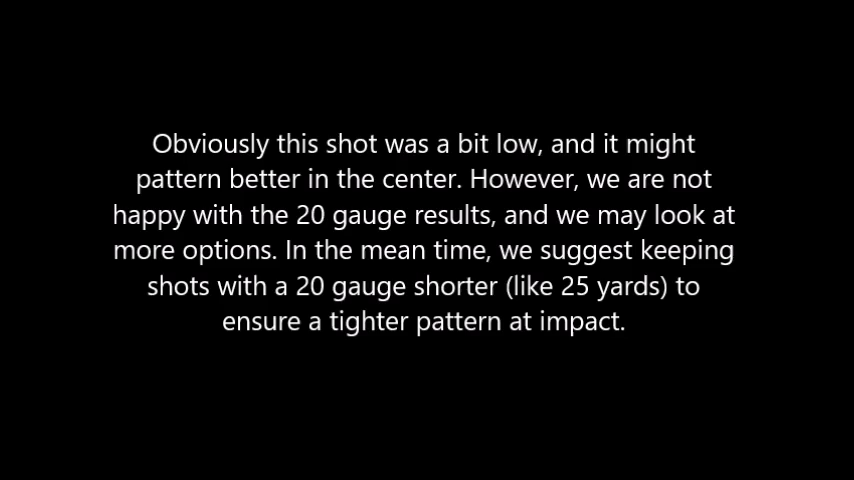 Obviously this shot was a bit low, and it might
pattern better in the center. However, we are not
happy with the 20 gauge results, and we may look at
more options. In the mean time, we suggest keeping
shots with a 20 gauge shorter (like 25 yards) to
ensure a tighter pattern at impact.